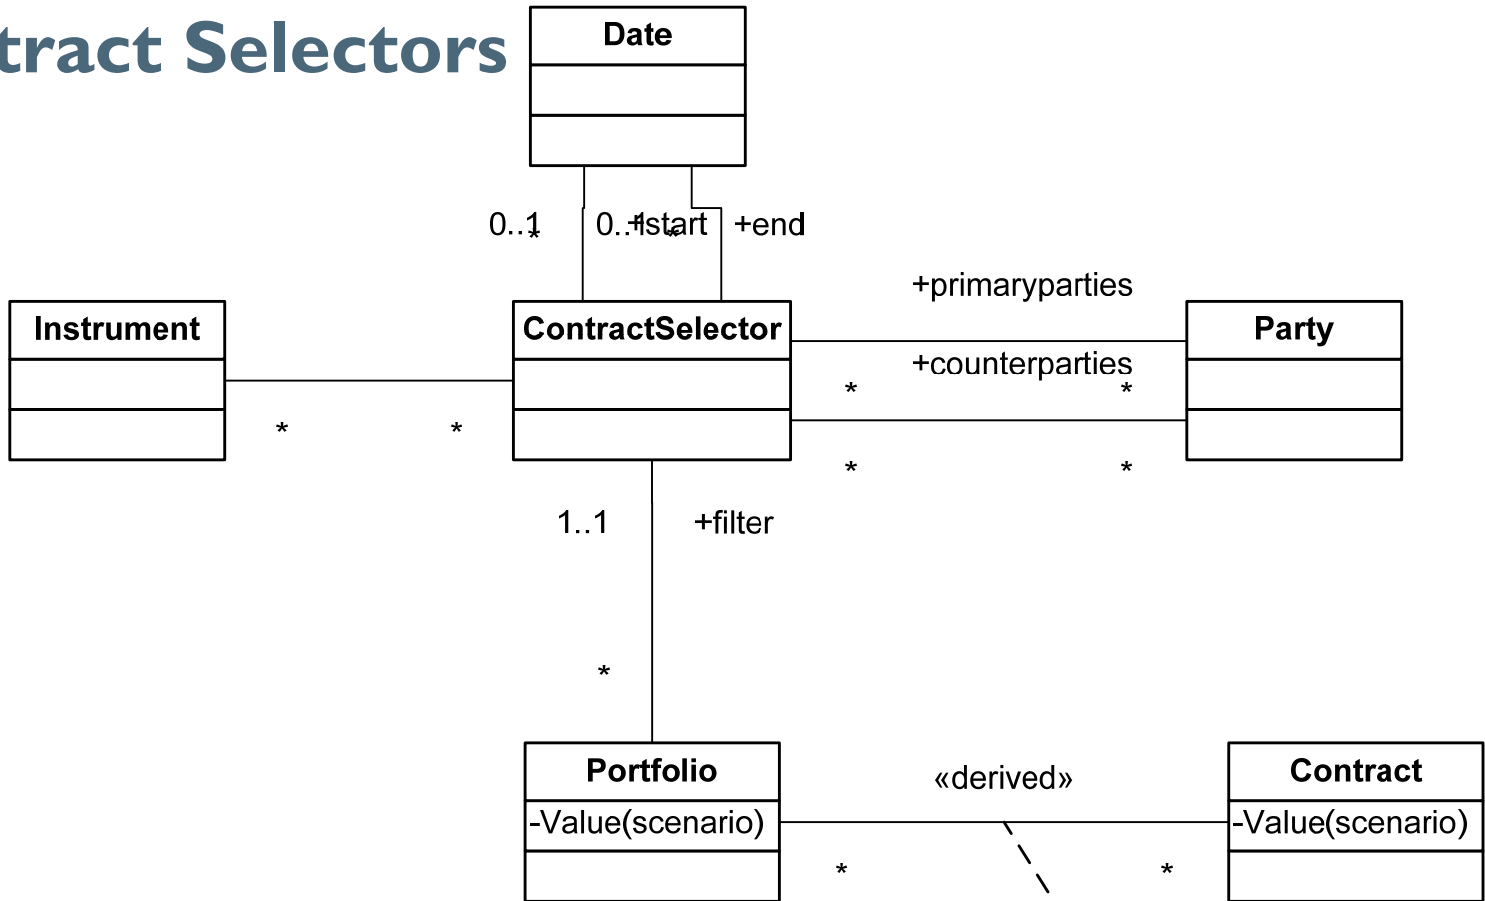 tract Selectors
Date
0..1
*
0..1
+start
*
+end
+primaryparties
Instrument
ContractSelector
Party
+counterparties
*
*
*
*
*
*
1..1
+filter
*
Portfolio
«derived»
Contract
-Value(scenario)
-Value(scenario)
*
*